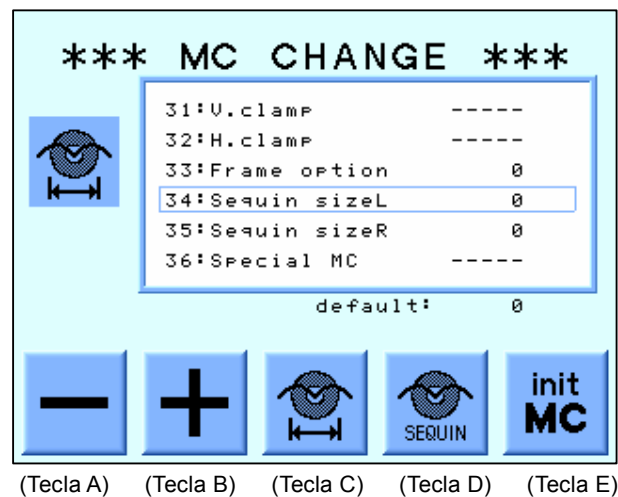 *** MC CHANGE ***
31:V.clamp -----
32:H.clamp -----
33:Frame option 0
34:Sequin sizeL 0
35:Sequin sizeR 0
36:Special MC -----
default: 0
SEQUIN
init
MC
(Tecla A) (Tecla B) (Tecla C) (Tecla D) (Tecla E)